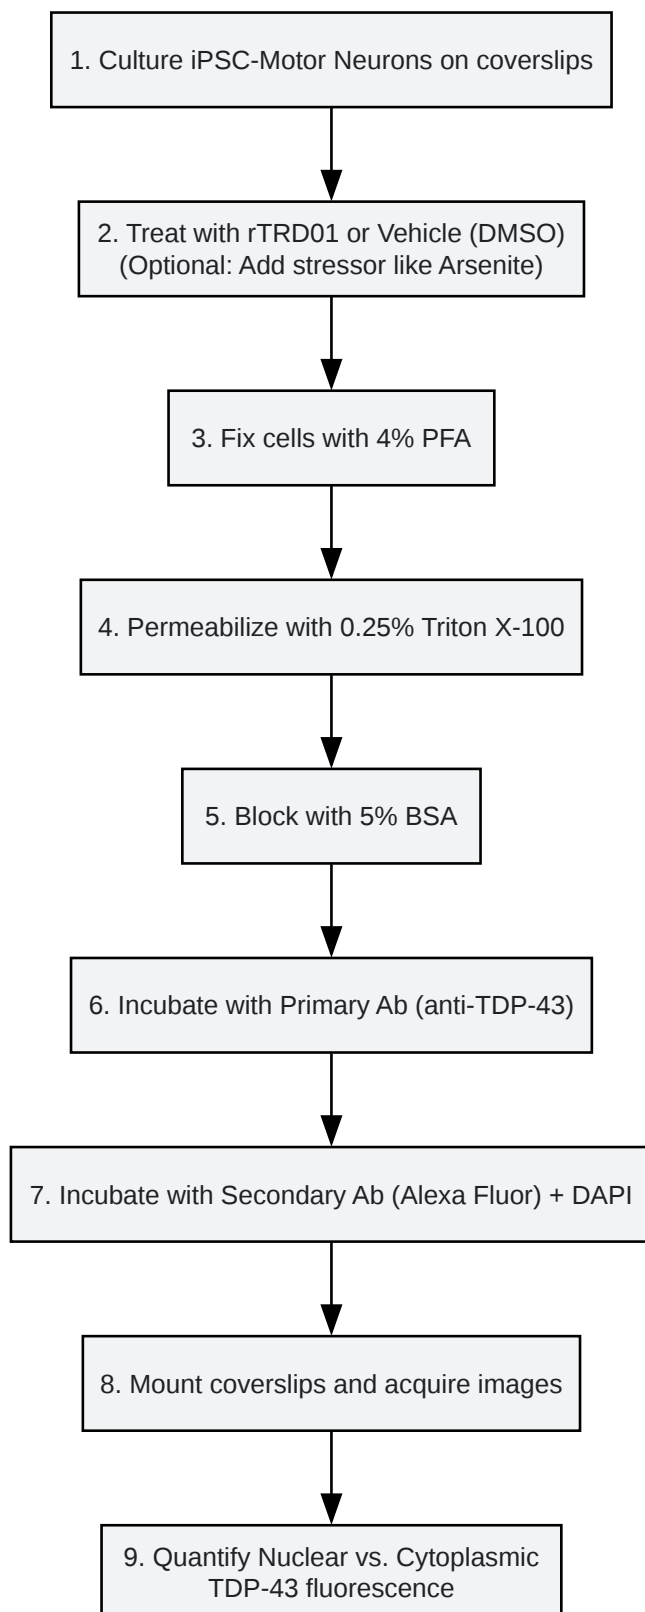 1. Culture iPSC-Motor Neurons on coverslips
2. Treat with rTRD01 or Vehicle (DMSO)
(Optional: Add stressor like Arsenite)
3. Fix cells with 4% PFA
4. Permeabilize with 0.25% Triton X-100
5. Block with 5% BSA
6. Incubate with Primary Ab (anti-TDP-43)
7. Incubate with Secondary Ab (Alexa Fluor) + DAPI
8. Mount coverslips and acquire images
9. Quantify Nuclear vs. Cytoplasmic
TDP-43 fluorescence